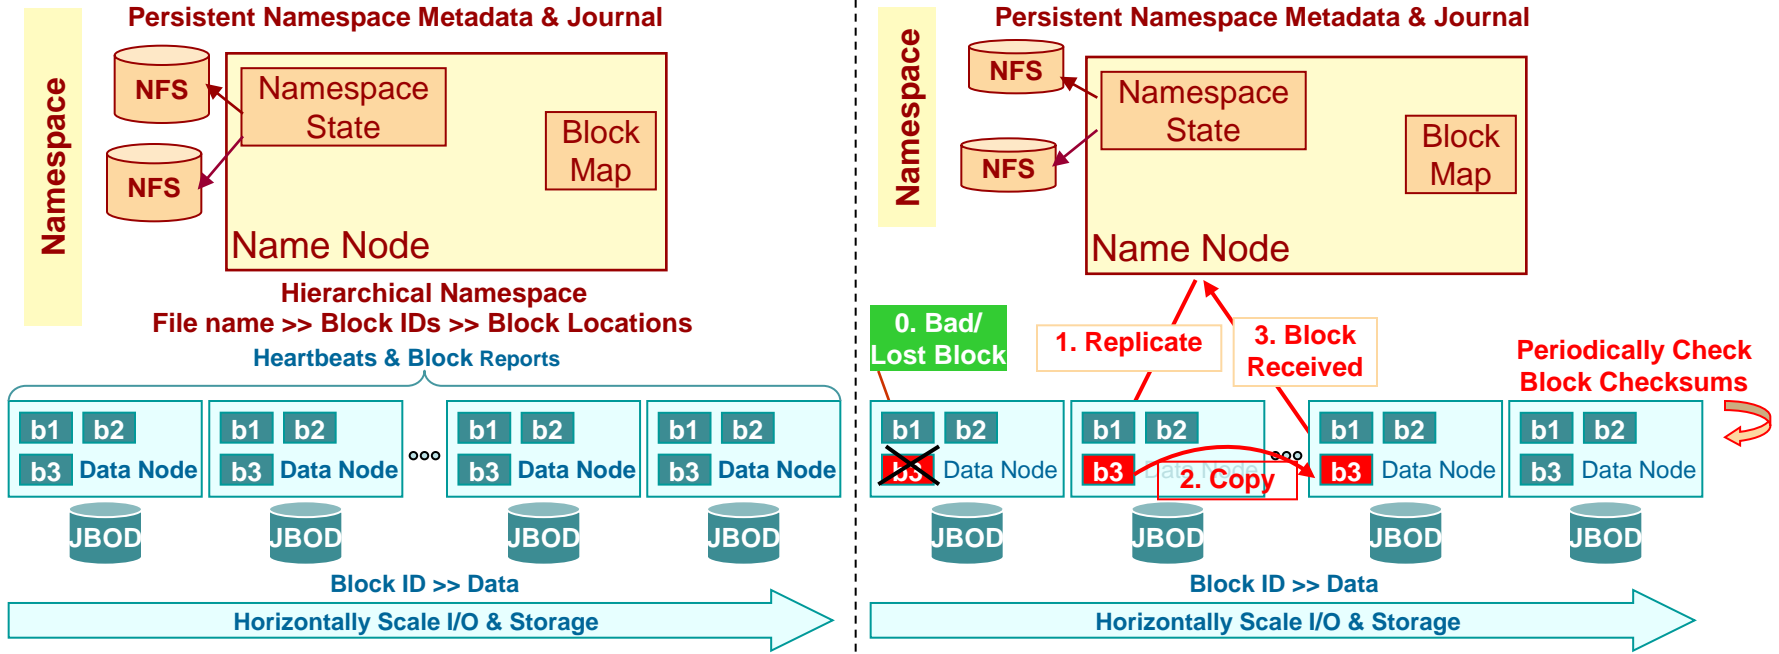 Persistent Namespace Metadata & Journal
Namespace
NFS
NFS
Namespace
State
Block
Map
Name Node
Hierarchical Namespace
File name >> Block IDs >> Block Locations
Heartbeats & Block Reports
b1 b2
b3 Data Node
b1 b2
b3 Data Node
ooo
b1 b2
b3 Data Node
b1 b2
b3 Data Node
JBOD
JBOD
JBOD
JBOD
Block ID >> Data
Horizontally Scale I/O & Storage
Persistent Namespace Metadata & Journal
Namespace
NFS
NFS
Namespace
State
Block
Map
Name Node
0. Bad/
Lost Block
1. Replicate
3. Block
Received
Periodically Check
Block Checksums
b1 b2
b3 Data Node
b1 b2
b3 Data Node
2. Copy
ooo
b1 b2
b3 Data Node
b1 b2
b3 Data Node
JBOD
JBOD
JBOD
JBOD
Block ID >> Data
Horizontally Scale I/O & Storage